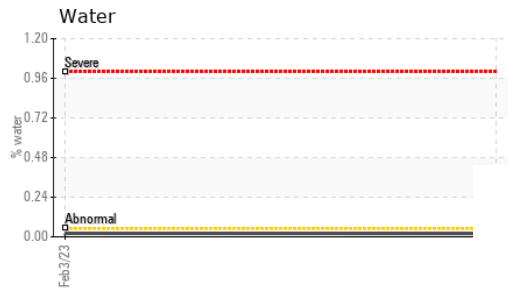 Water
1.20
Severe
0.96
0.72
% water
0.48
0.24
Abnormal
0.00
Feb3/23